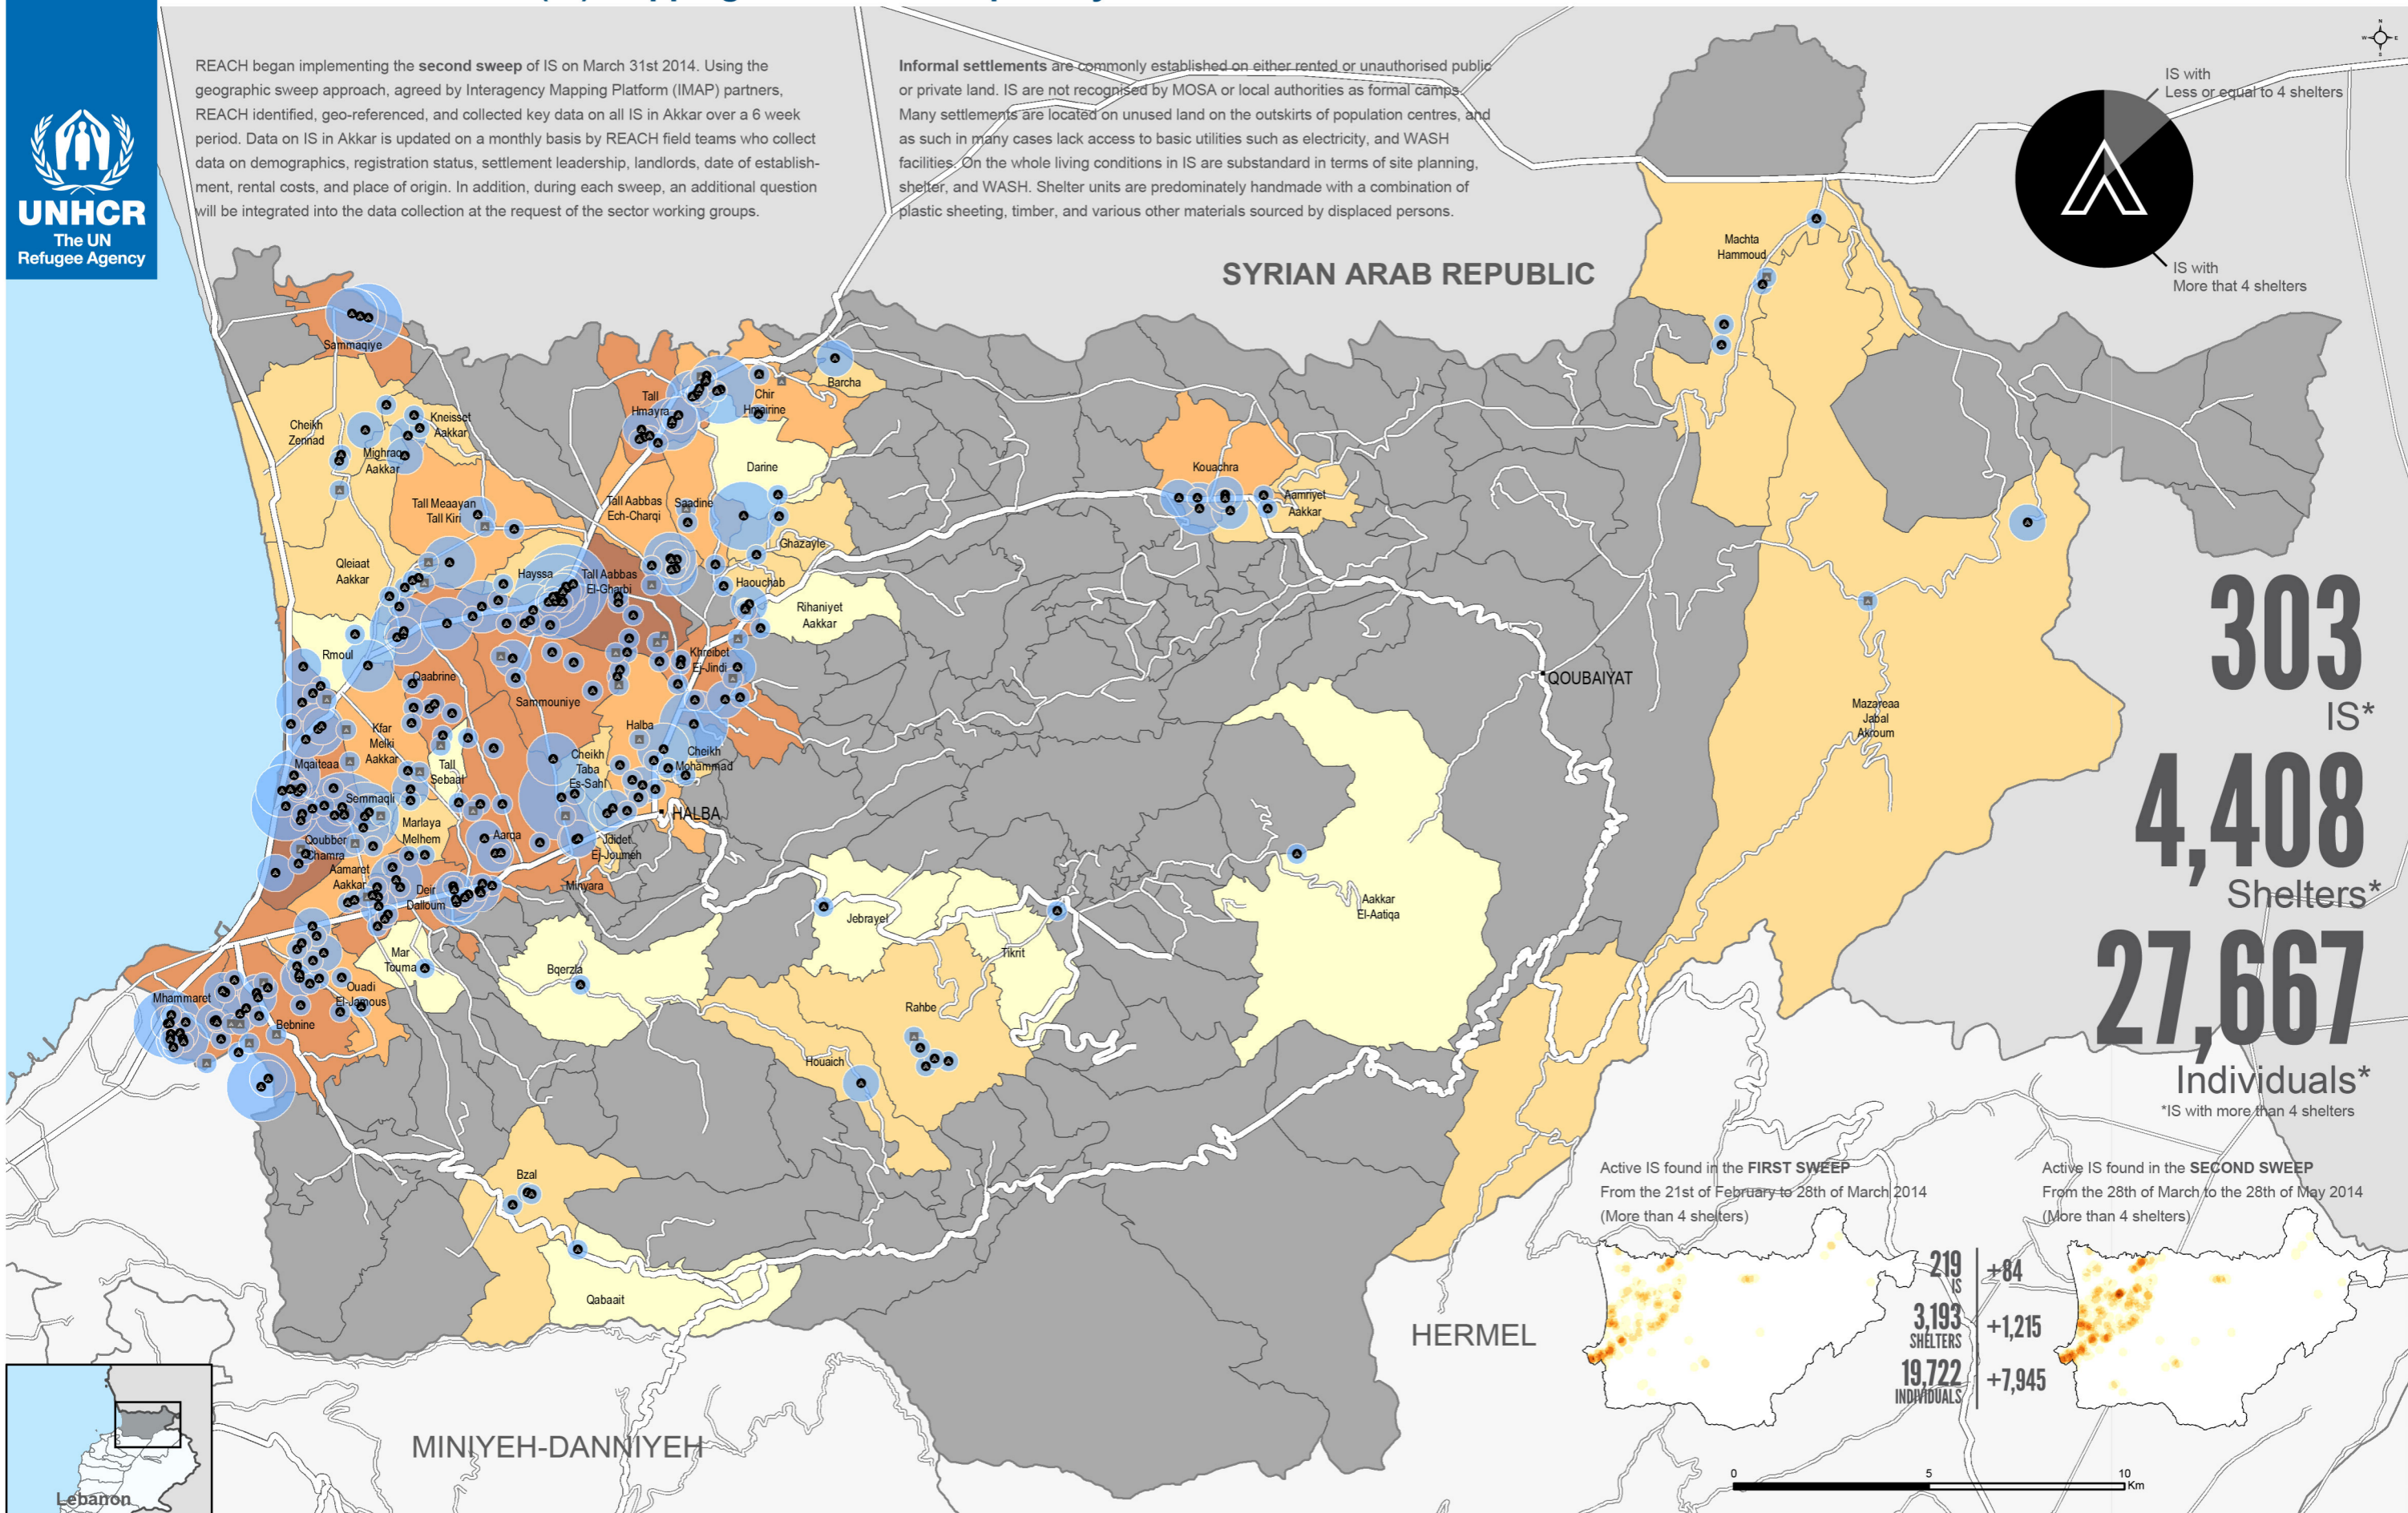 UNHCR
The UN
Refugee Agency
REACH began implementing the second sweep of IS on March 31st 2014. Using the
geographic sweep approach, agreed by Interagency Mapping Platform (IMAP) partners,
REACH identified, geo-referenced, and collected key data on all IS in Akkar over a 6 week
period. Data on IS in Akkar is updated on a monthly basis by REACH field teams who collect
data on demographics, registration status, settlement leadership, landlords, date of establish-
ment, rental costs, and place of origin. In addition, during each sweep, an additional question
will be integrated into the data collection at the request of the sector working groups.
Informal settlements are commonly established on either rented or unauthorised public
or private land. IS are not recognised by MOSA or local authorities as formal camps.
Many settlements are located on unused land on the outskirts of population centres, and
as such in many cases lack access to basic utilities such as electricity, and WASH
facilities. On the whole living conditions in IS are substandard in terms of site planning,
shelter, and WASH. Shelter units are predominately handmade with a combination of
plastic sheeting, timber, and various other materials sourced by displaced persons.
N
W E
S
IS with
Less or equal to 4 shelters
IS with
More that 4 shelters
SYRIAN ARAB REPUBLIC
Machta
Hammoud
Sammaqiye
Barcha
Tall
Hmayra
Chir
Hmairine
Cheikh
Zennad
Kneisset
Aakkar
Mighraq
Aakkar
Darine
Kouachra
Aamriyet
Aakkar
Tall Meaayan
Tall Kiri
Tall Aabbas
Ech-Charqi
Saadine
Ghazayle
Qleiaat
Aakkar
Hayssa
Tall Aabbas
El-Gharbi
Haouchab
Rihaniyet
Aakkar
Rmoul
Khreibet
Ej-Jindi
Qaabrine
Sammouniye
QOUBAIYAT
Mazareaa
Jabal
Akroum
Kfar
Melki
Aakkar
Halba
Cheikh
Taba
Es-Sahl
Cheikh
Mohammad
Mqaiteaa
Tall
Sebaal
Semmaqli
HALBA
Marlaya
Melhem
Qoubber
Chamra
Aarqa
Jdidet
Ej-Joumeh
Aamaret
Aakkar
Deir
Dalloum
Minyara
Jebrayel
Aakkar
El-Aatiqa
Mar
Touma
Bqerzla
Tikrit
Mhammaret
Ouadi
El-Jamous
Bebnine
Rahbe
Houaich
Bzal
Qabaait
303
IS*
4,408
Shelters*
27,667
Individuals*
*IS with more than 4 shelters
Active IS found in the FIRST SWEEP
From the 21st of February to 28th of March 2014
(More than 4 shelters)
Active IS found in the SECOND SWEEP
From the 28th of March to the 28th of May 2014
(More than 4 shelters)
219
IS
+84
3,193
SHELTERS
+1,215
19,722
INDIVIDUALS
+7,945
HERMEL
MINIYEH-DANNIYEH
Lebanon
0 5 10
Km